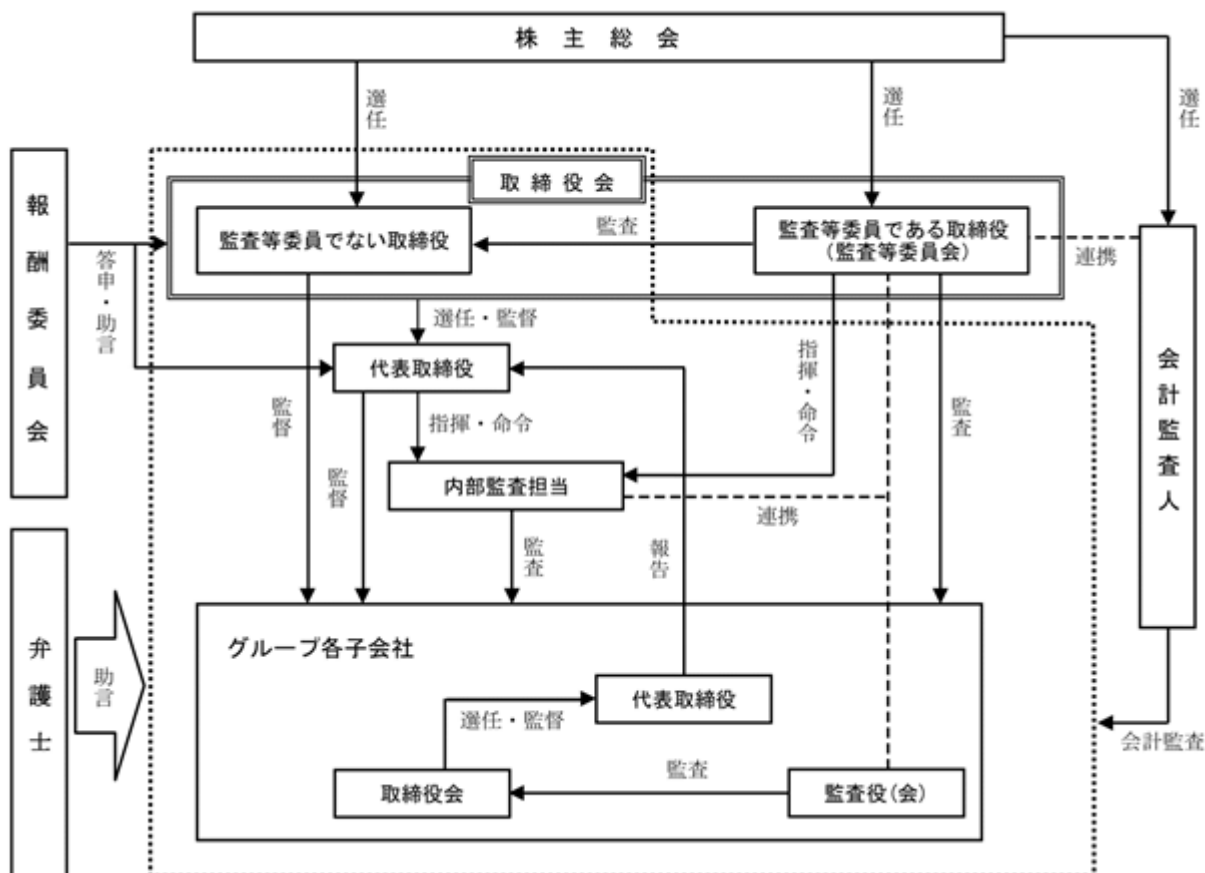 株主総会
選任
選任
選任
報酬委員会
取締役会
監査等委員でない取締役
監査
監査等委員である取締役
(監査等委員会)
連携
答申・助言
選任・監督
代表取締役
会計監査人
監督
監督
指揮・命令
指揮・命令
監査
内部監査担当
連携
監査
報告
弁護士
助言
グループ各子会社
代表取締役
選任・監督
会計監査
取締役会
監査
監査役(会)